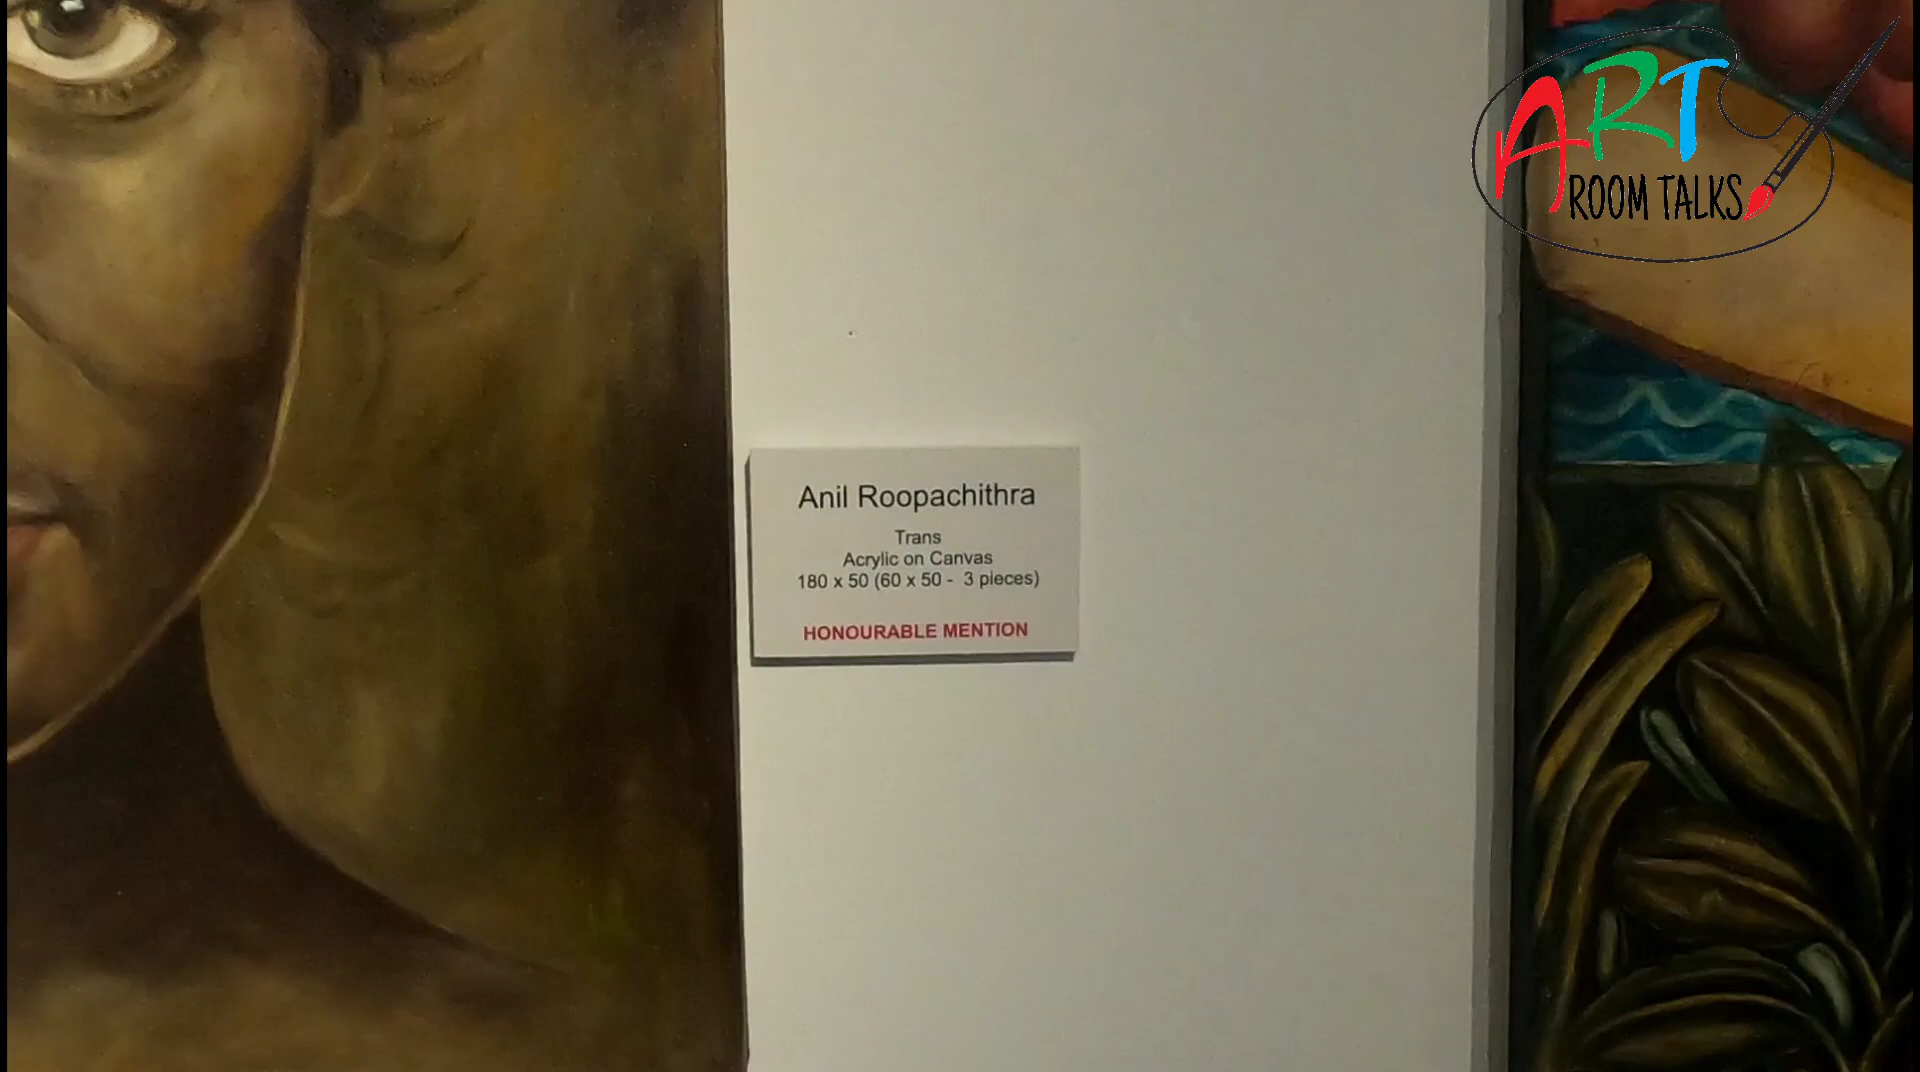 ART
ROOM TALKS
Anil Roopachithra
Trans
Acrylic on Canvas
180 x 50 (60 x 50 - 3 pieces)
HONOURABLE MENTION